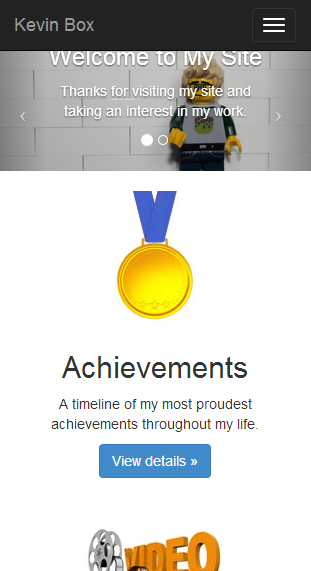 Kevin Box
Welcome to My Site
Thanks for visiting my site and
taking an interest in my work.
Achievements
A timeline of my most proudest
achievements throughout my life.
View details »
VIDEO